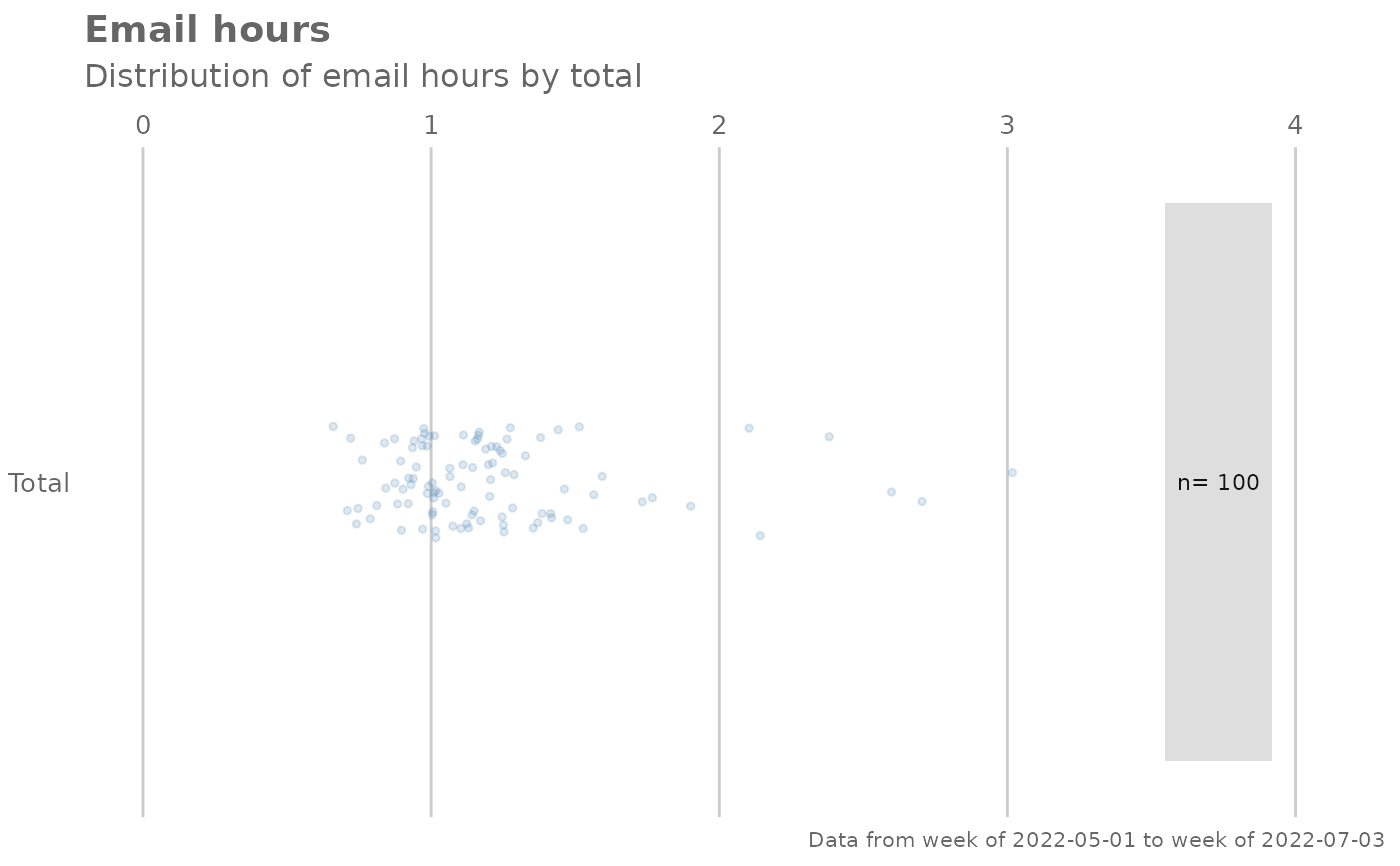 Email hours
Distribution of email hours by total
0 1 2 3 4
Total
n= 100
Data from week of 2022-05-01 to week of 2022-07-03